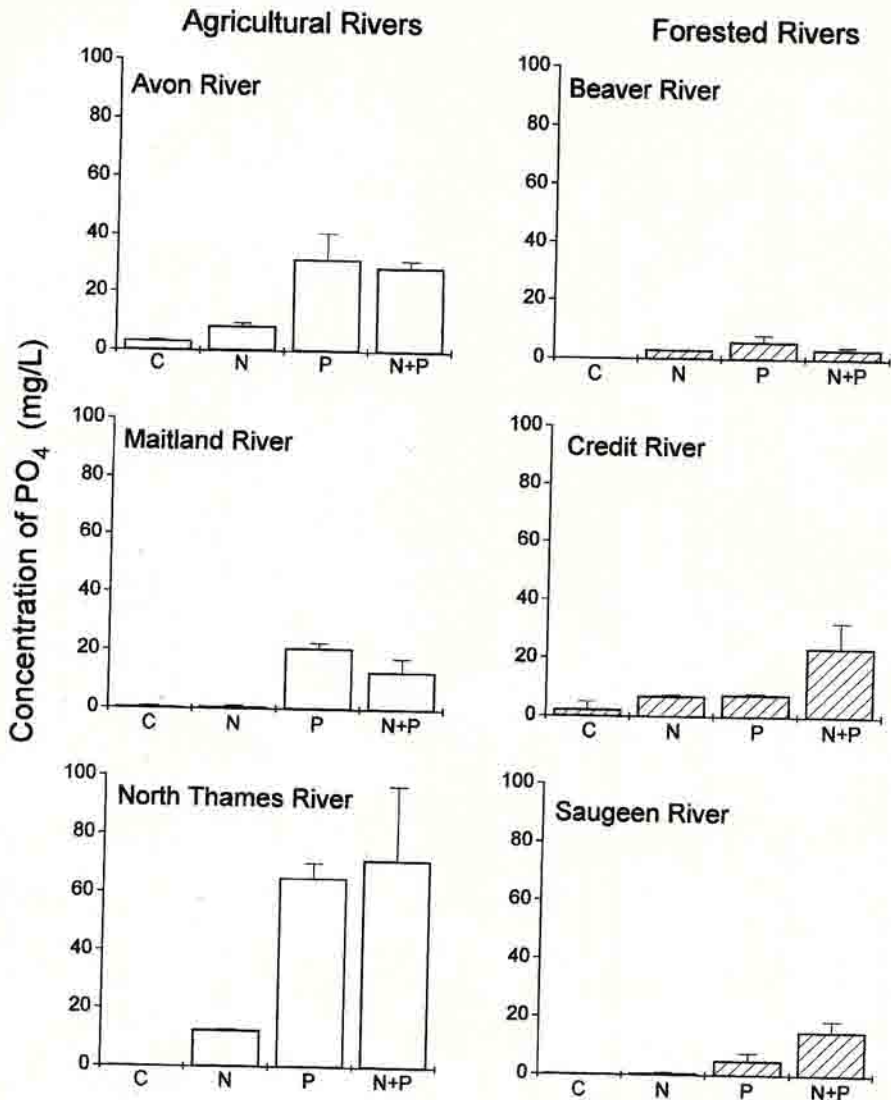 Agricultural Rivers
Forested Rivers
Concentration of PO4 (mg/L)
Avon River
100
80
60
40
20
0
C N P N+P
Beaver River
100
80
60
40
20
0
C N P N+P
Maitland River
100
80
60
40
20
0
C N P N+P
Credit River
100
80
60
40
20
0
C N P N+P
North Thames River
100
80
60
40
20
0
C N P N+P
Saugeen River
100
80
60
40
20
0
C N P N+P